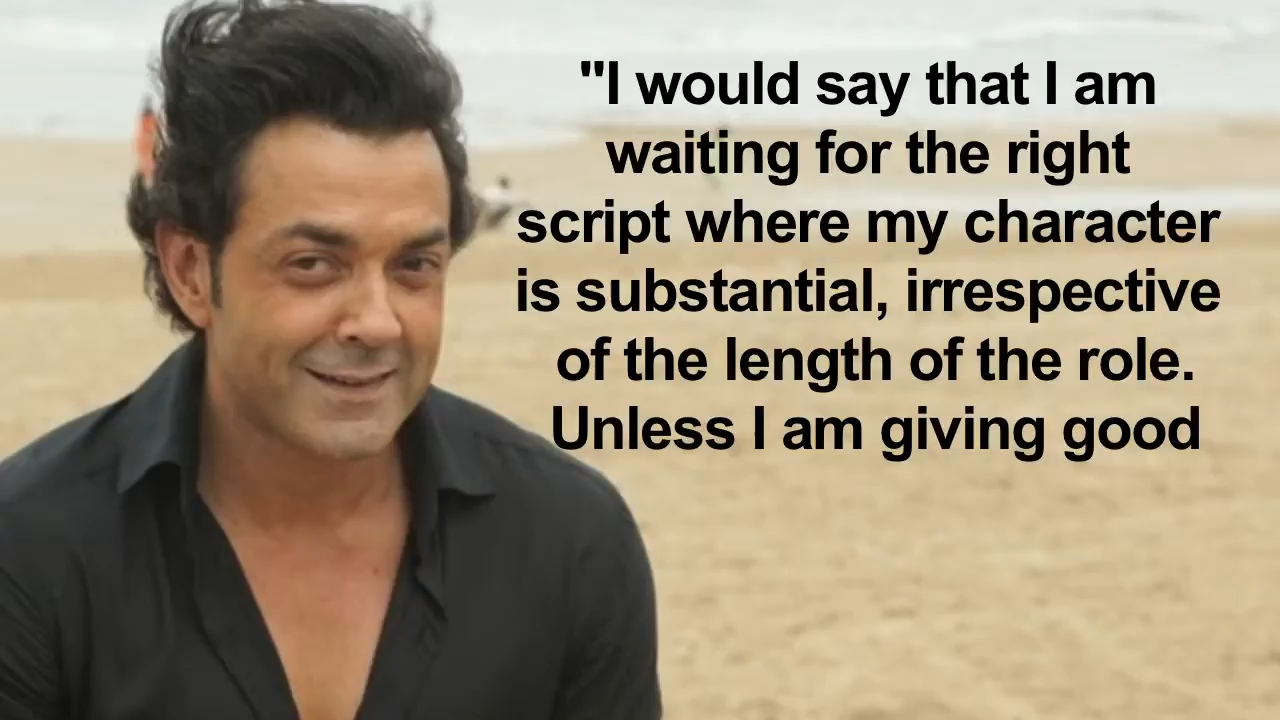 "I would say that I am
waiting for the right
script where my character
is substantial, irrespective
of the length of the role.
Unless I am giving good